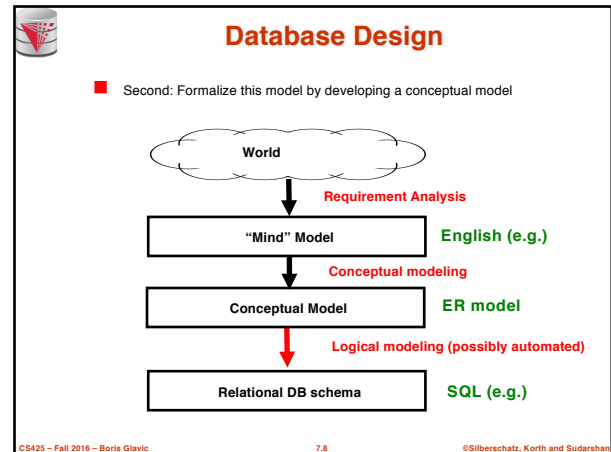 Database Design
Second: Formalize this model by developing a conceptual model
World
Requirement Analysis
“Mind” Model
English (e.g.)
Conceptual modeling
Conceptual Model
ER model
Logical modeling (possibly automated)
Relational DB schema
SQL (e.g.)
CS425 – Fall 2016 – Boris Glavic 7.8 ©Silberschatz, Korth and Sudarshan